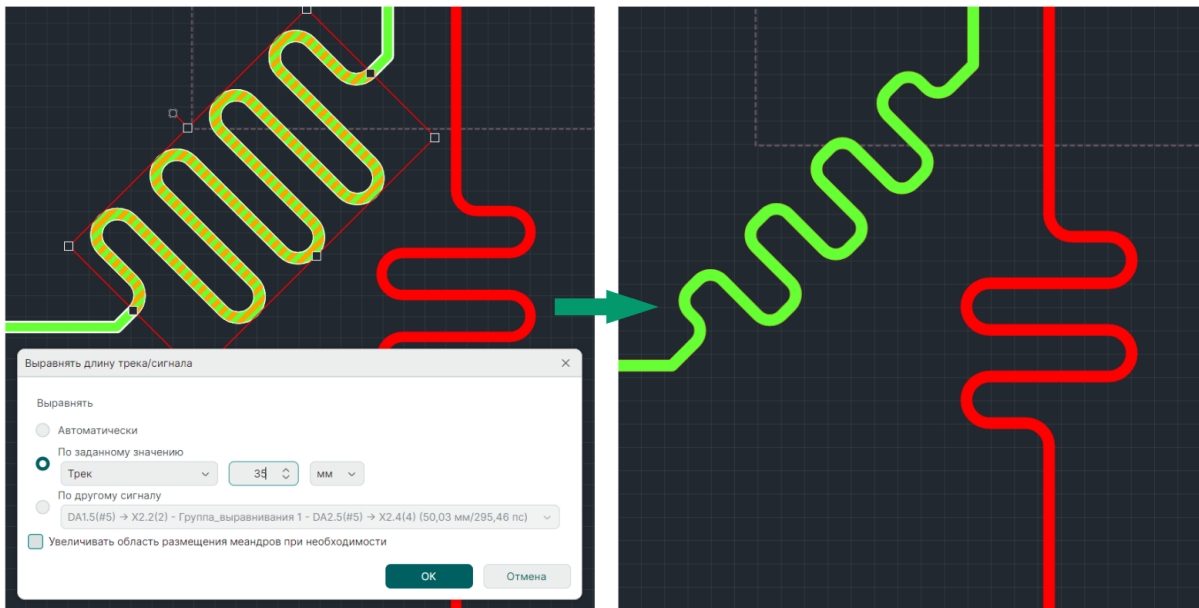 Выравнять длину трека/сигнала
Выравнять
Автоматически
По заданному значению
Трек
35
мм
По другому сигналу
DA1.5(#5) → X2.2(2) - Группа_выравнивания 1 - DA2.5(#5) → X2.4(4) (50,03 мм/295,46 пс)
Увеличивать область размещения меандров при необходимости
ОК
Отмена